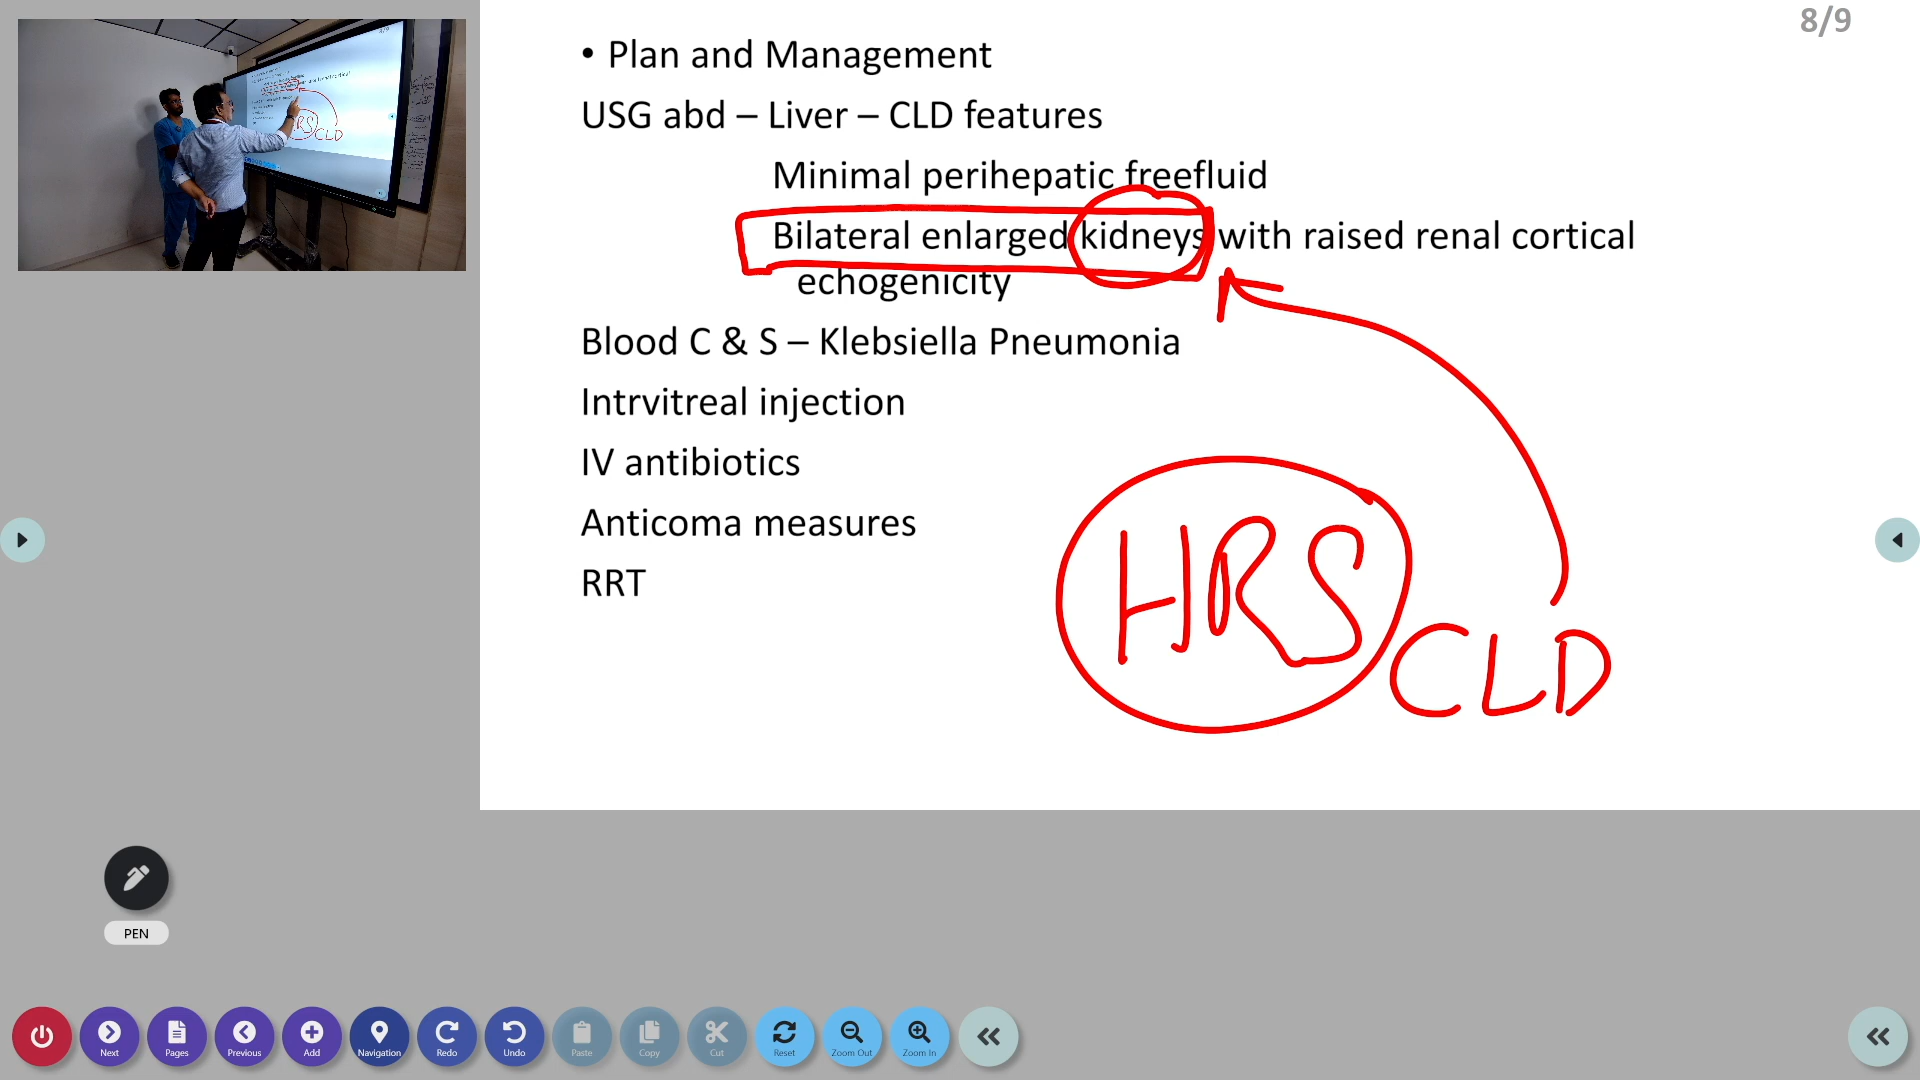 8/9
• Plan and Management
USG abd – Liver – CLD features
Minimal perihepatic freefluid
Bilateral enlarged kidneys with raised renal cortical
echogenicity
Blood C & S – Klebsiella Pneumonia
Intrvitreal injection
IV antibiotics
Anticoma measures
RRT
HRS
CLD
PEN
Next
Pages
Previous
Add
Navigation
Redo
Undo
Paste
Copy
Cut
Reset
Zoom Out
Zoom In